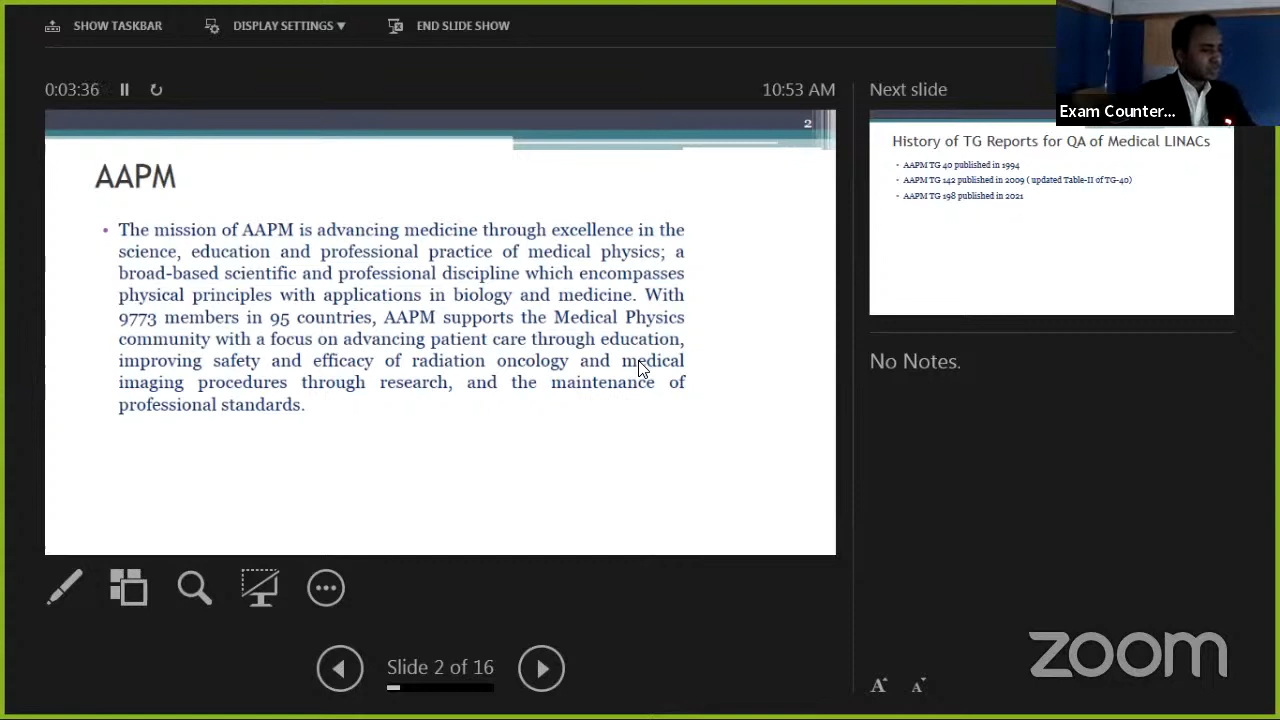 SHOW TASKBAR DISPLAY SETTINGS ▼ END SLIDE SHOW
0:03:36 10:53 AM
2
AAPM
• The mission of AAPM is advancing medicine through excellence in the
science, education and professional practice of medical physics; a
broad-based scientific and professional discipline which encompasses
physical principles with applications in biology and medicine. With
9773 members in 95 countries, AAPM supports the Medical Physics
community with a focus on advancing patient care through education,
improving safety and efficacy of radiation oncology and medical
imaging procedures through research, and the maintenance of
professional standards.
Slide 2 of 16
Next slide
Exam Counter...
History of TG Reports for QA of Medical LINACs
• AAPM TG 40 published in 1994
• AAPM TG 142 published in 2009 ( updated Table-II of TG-40)
• AAPM TG 198 published in 2021
No Notes.
A A
zoom